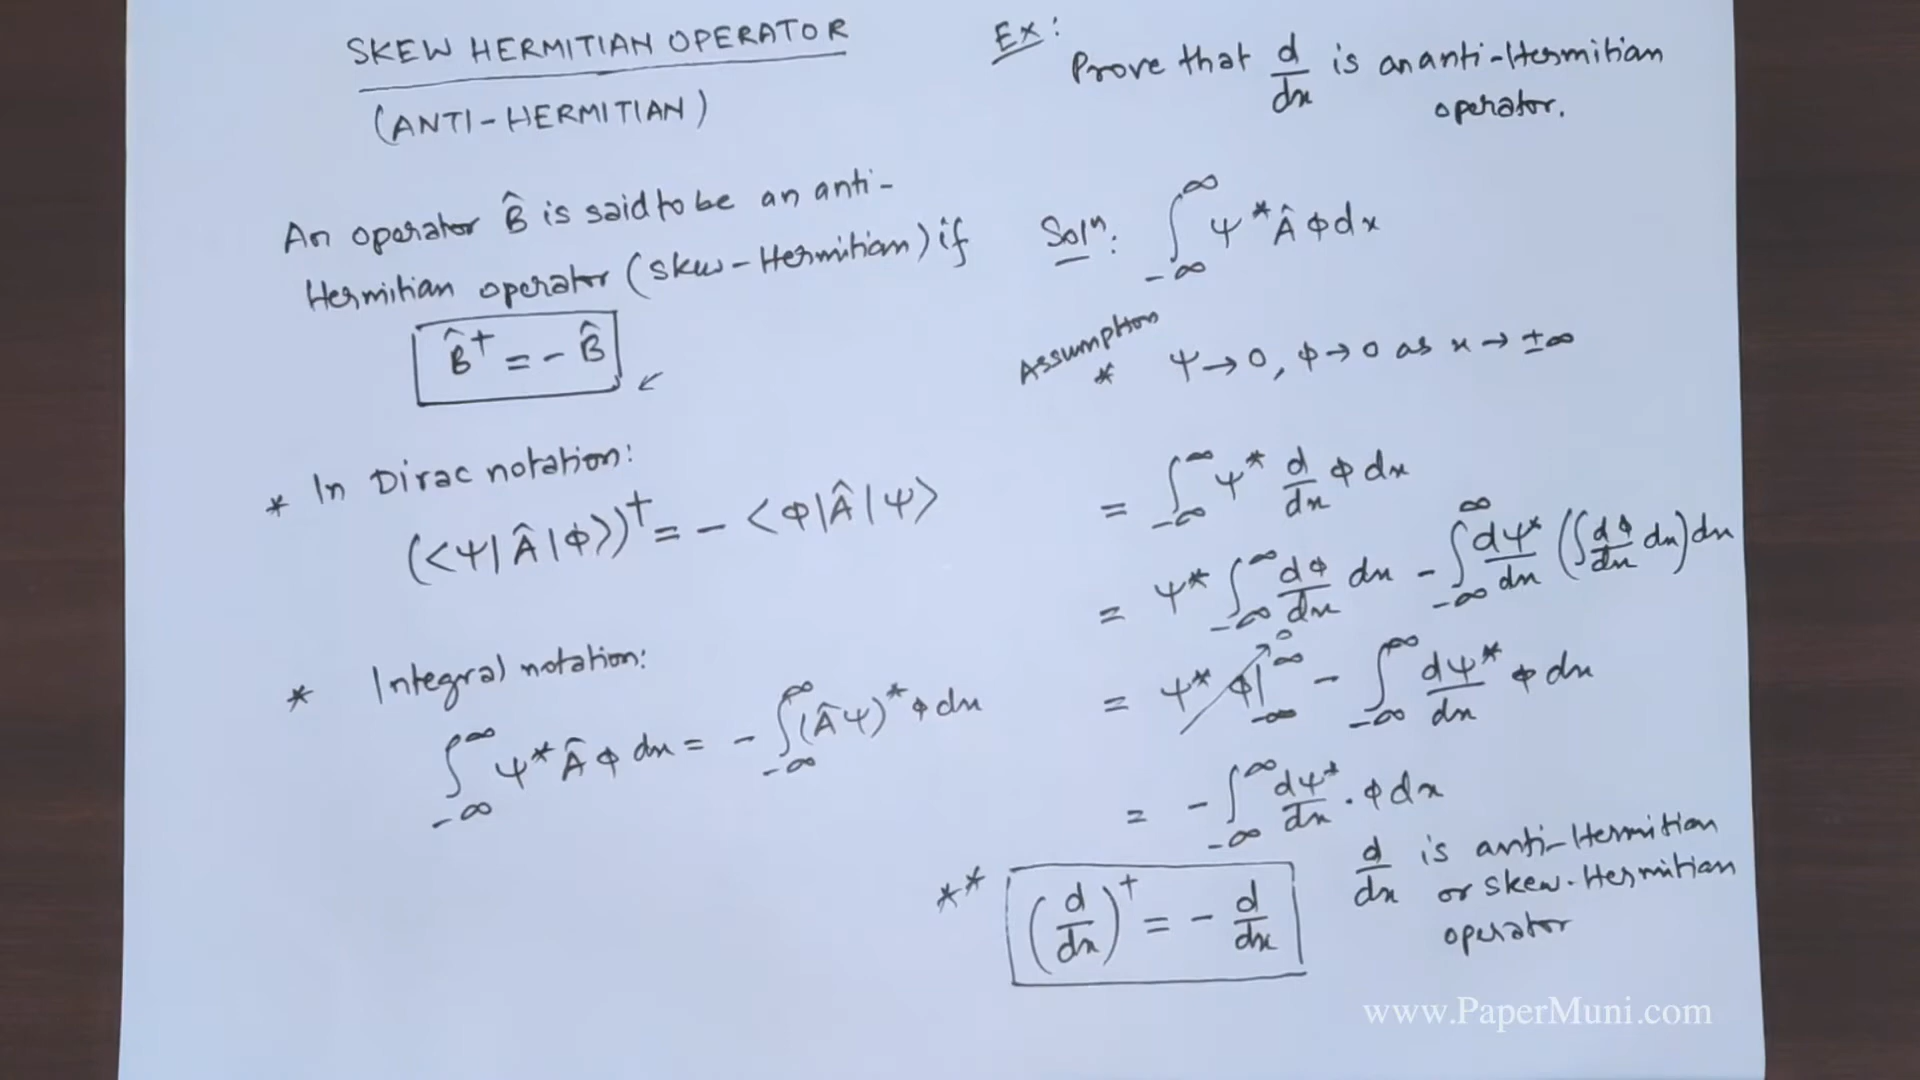 SKEW HERMITIAN OPERATOR
(ANTI-HERMITIAN)
An operator B̂ is said to be an anti-
Hermitian operator (skew-Hermitian) if
B̂† = - B̂
* In Dirac notation:
(<ψ|Â|ϕ>)† = - <ϕ|Â|ψ>
* Integral notation:
∫_{-∞}^{∞} ψ* Â ϕ dx = - ∫_{-∞}^{∞} (Âψ)* ϕ dx
Ex:
Prove that d/dx is an anti-Hermitian
operator.
Solⁿ: ∫_{-∞}^{∞} ψ* Â ϕ dx
Assumption
* ψ → 0, ϕ → 0 as x → ±∞
= ∫_{-∞}^{∞} ψ* d/dx ϕ dx
= ψ* ∫_{-∞}^{∞} dϕ/dx dx - ∫_{-∞}^{∞} dψ*/dx (∫ dϕ/dx dx) dx
= ψ* ϕ|_{-∞}^{∞} → 0 - ∫_{-∞}^{∞} dψ*/dx ϕ dx
= - ∫_{-∞}^{∞} dψ*/dx . ϕ dx
** (d/dx)† = - d/dx
d/dx is anti-Hermitian
or skew-Hermitian
operator
www.PaperMuni.com